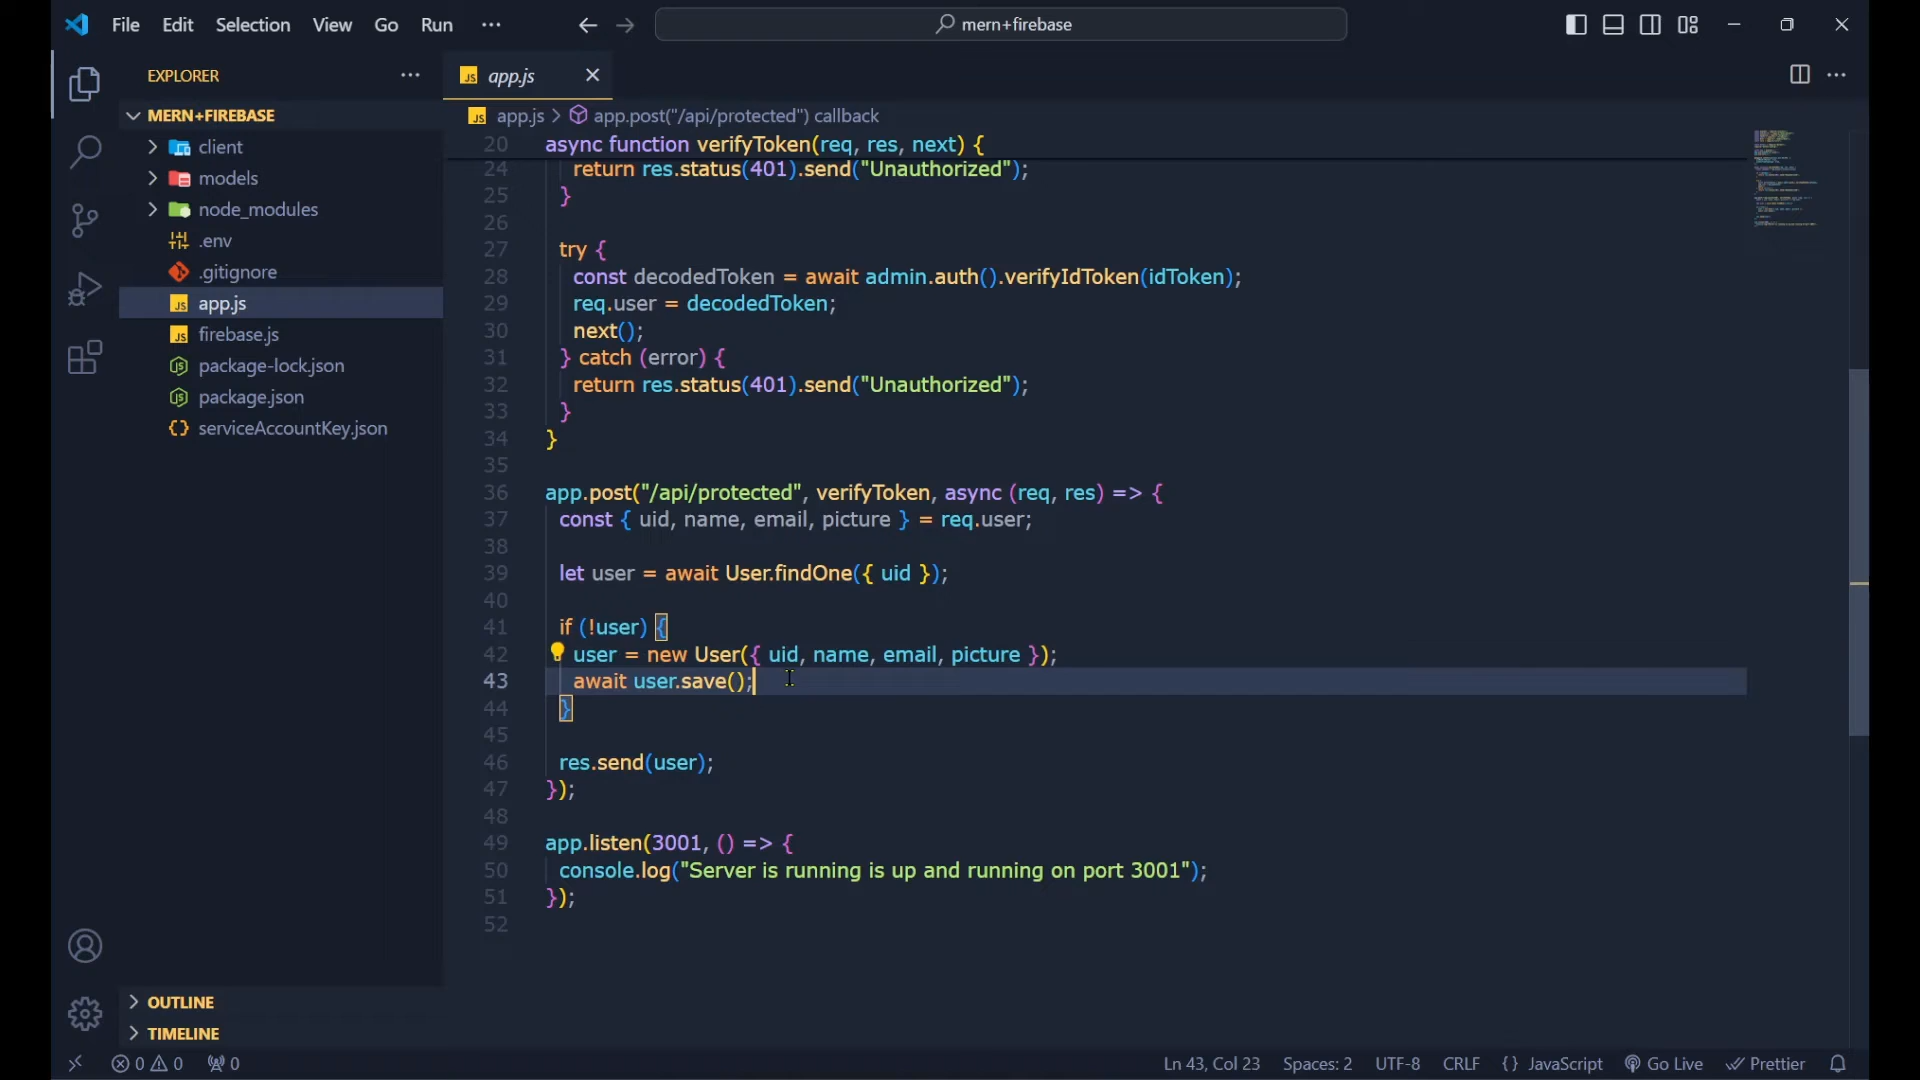 File Edit Selection View Go Run ··· mern+firebase
EXPLORER ···
MERN+FIREBASE
client
models
node_modules
.env
.gitignore
JS app.js
JS firebase.js
package-lock.json
package.json
{} serviceAccountKey.json
OUTLINE
TIMELINE
JS app.js
JS app.js > app.post("/api/protected") callback
20 async function verifyToken(req, res, next) {
24 return res.status(401).send("Unauthorized");
25 }
26
27 try {
28 const decodedToken = await admin.auth().verifyIdToken(idToken);
29 req.user = decodedToken;
30 next();
31 } catch (error) {
32 return res.status(401).send("Unauthorized");
33 }
34 }
35
36 app.post("/api/protected", verifyToken, async (req, res) => {
37 const { uid, name, email, picture } = req.user;
38
39 let user = await User.findOne({ uid });
40
41 if (!user) {
42 user = new User({ uid, name, email, picture });
43 await user.save();
44 }
45
46 res.send(user);
47 });
48
49 app.listen(3001, () => {
50 console.log("Server is running is up and running on port 3001");
51 });
52
0 0 0 Ln 43, Col 23 Spaces: 2 UTF-8 CRLF {} JavaScript Go Live Prettier